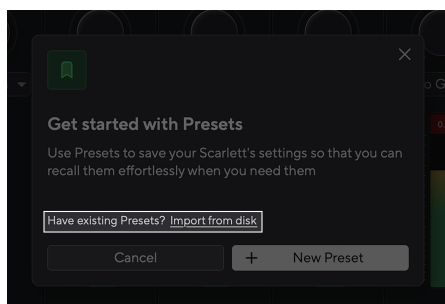 Get started with Presets
Use Presets to save your Scarlett's settings so that you can
recall them effortlessly when you need them
Have existing Presets? Import from disk
Cancel
+ New Preset